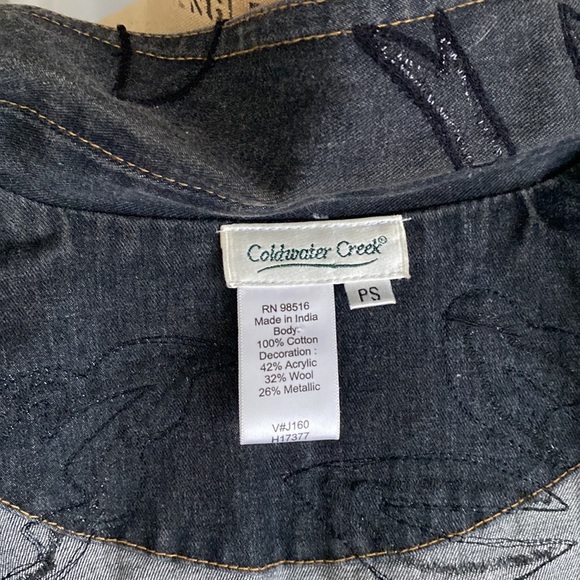 Coldwater Creek®
PS
RN 98516
Made in India
Body:
100% Cotton
Decoration :
42% Acrylic
32% Wool
26% Metallic
V#J160
H17377